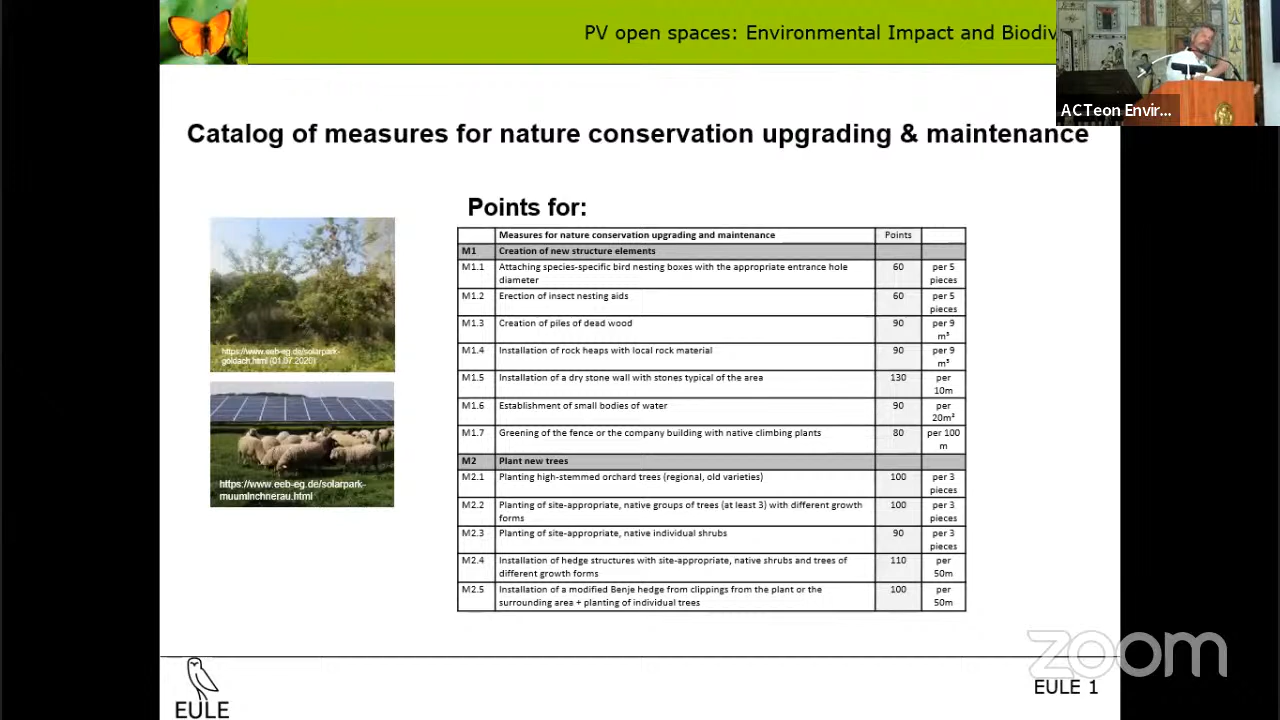 PV open spaces: Environmental Impact and Biodiv
ACTeon Envir...
Catalog of measures for nature conservation upgrading & maintenance
Points for:
Measures for nature conservation upgrading and maintenance Points
M1 Creation of new structure elements
M1.1 Attaching species-specific bird nesting boxes with the appropriate entrance hole 60 per 5
diameter pieces
M1.2 Erection of insect nesting aids 60 per 5
pieces
M1.3 Creation of piles of dead wood 90 per 9
m³
M1.4 Installation of rock heaps with local rock material 90 per 9
m³
M1.5 Installation of a dry stone wall with stones typical of the area 130 per
10m
M1.6 Establishment of small bodies of water 90 per
20m²
M1.7 Greening of the fence or the company building with native climbing plants 80 per 100
m
M2 Plant new trees
M2.1 Planting high-stemmed orchard trees (regional, old varieties) 100 per 3
pieces
M2.2 Planting of site-appropriate, native groups of trees (at least 3) with different growth 100 per 3
forms pieces
M2.3 Planting of site-appropriate, native individual shrubs 90 per 3
pieces
M2.4 Installation of hedge structures with site-appropriate, native shrubs and trees of 110 per
different growth forms 50m
M2.5 Installation of a modified Benje hedge from clippings from the plant or the 100 per
surrounding area + planting of individual trees 50m
https://www.eeb-eg.de/solarpark-
goldach.html (01.07.2020)
https://www.eeb-eg.de/solarpark-
muuminchnerau.html
zoom
EULE
EULE 1